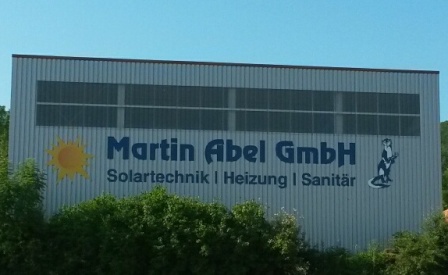 Martin Abel GmbH
Solartechnik | Heizung | Sanitär